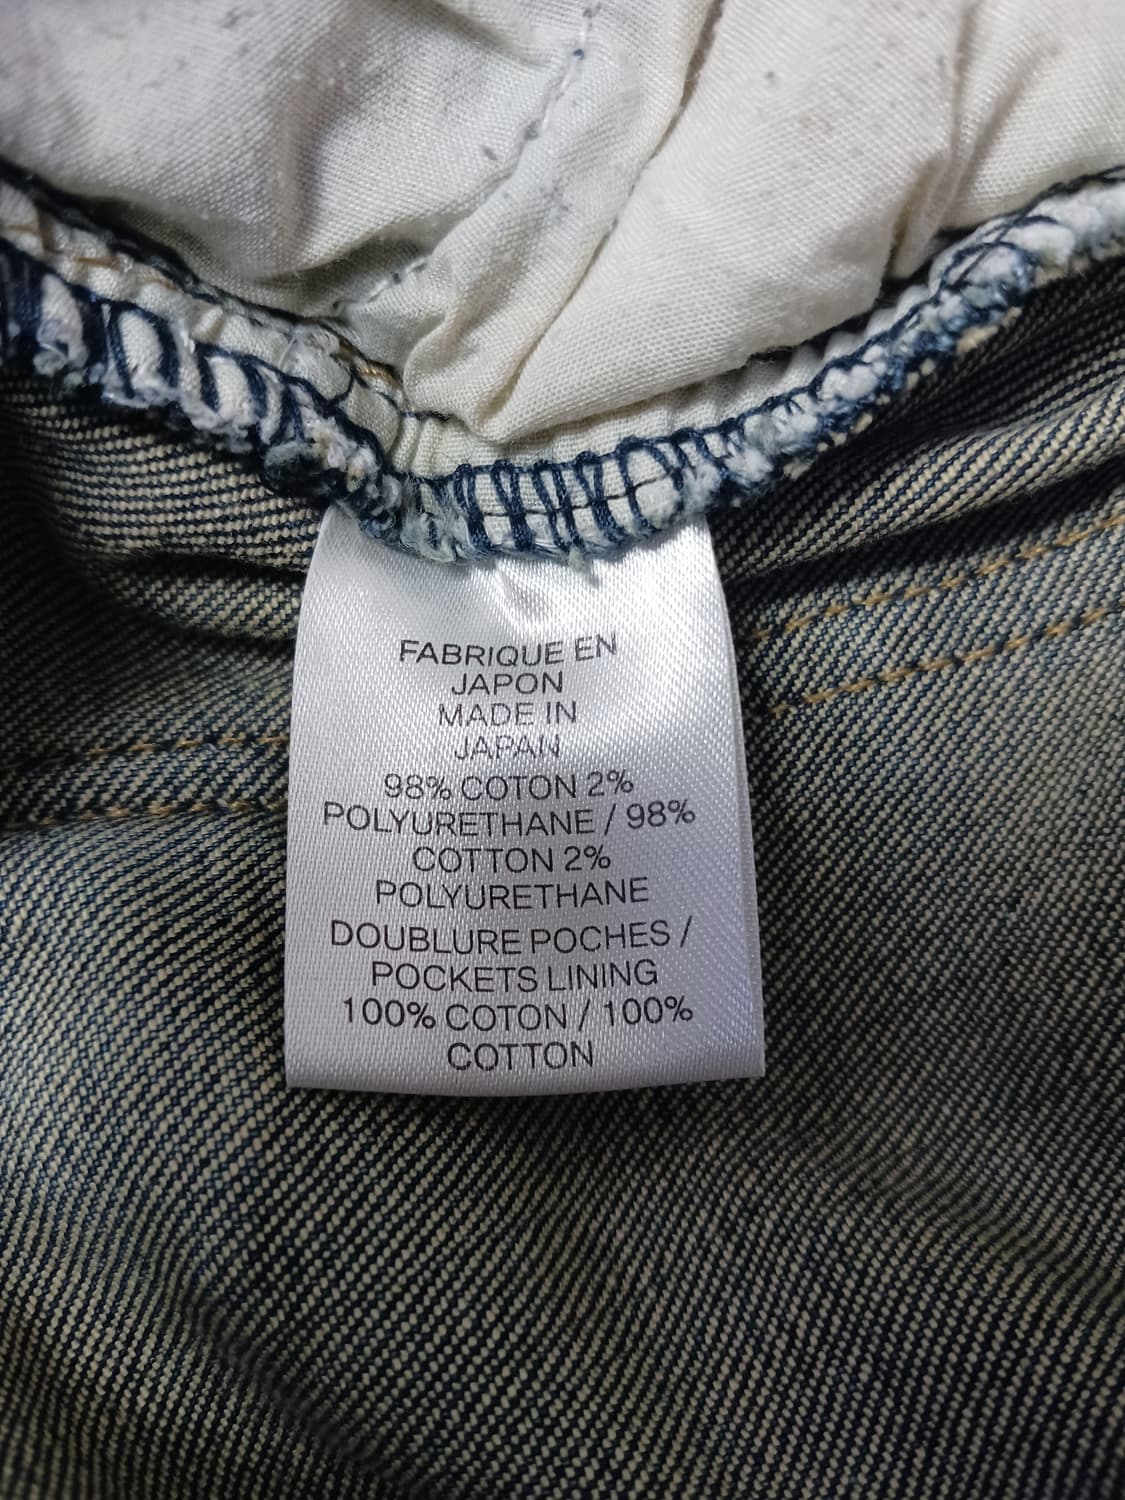 FABRIQUE EN
JAPON
MADE IN
JAPAN
98% COTON 2%
POLYURETHANE / 98%
COTTON 2%
POLYURETHANE
DOUBLURE POCHES /
POCKETS LINING
100% COTON / 100%
COTTON